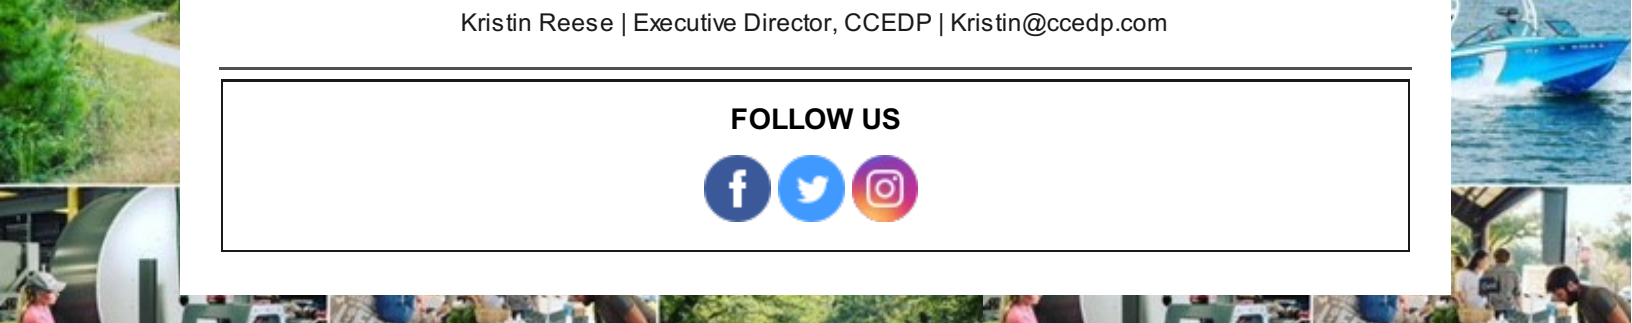 Kristin Reese | Executive Director, CCEDP | Kristin@ccedp.com
FOLLOW US